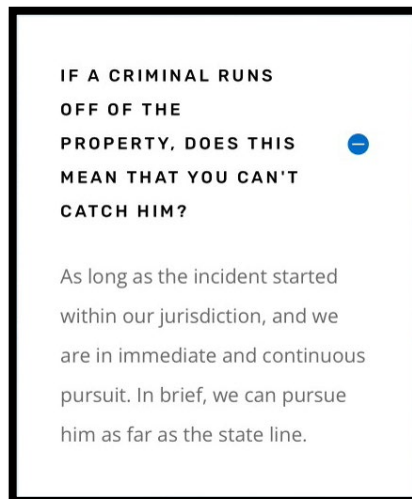 IF A CRIMINAL RUNS
OFF OF THE
PROPERTY, DOES THIS
MEAN THAT YOU CAN'T
CATCH HIM?
As long as the incident started
within our jurisdiction, and we
are in immediate and continuous
pursuit. In brief, we can pursue
him as far as the state line.